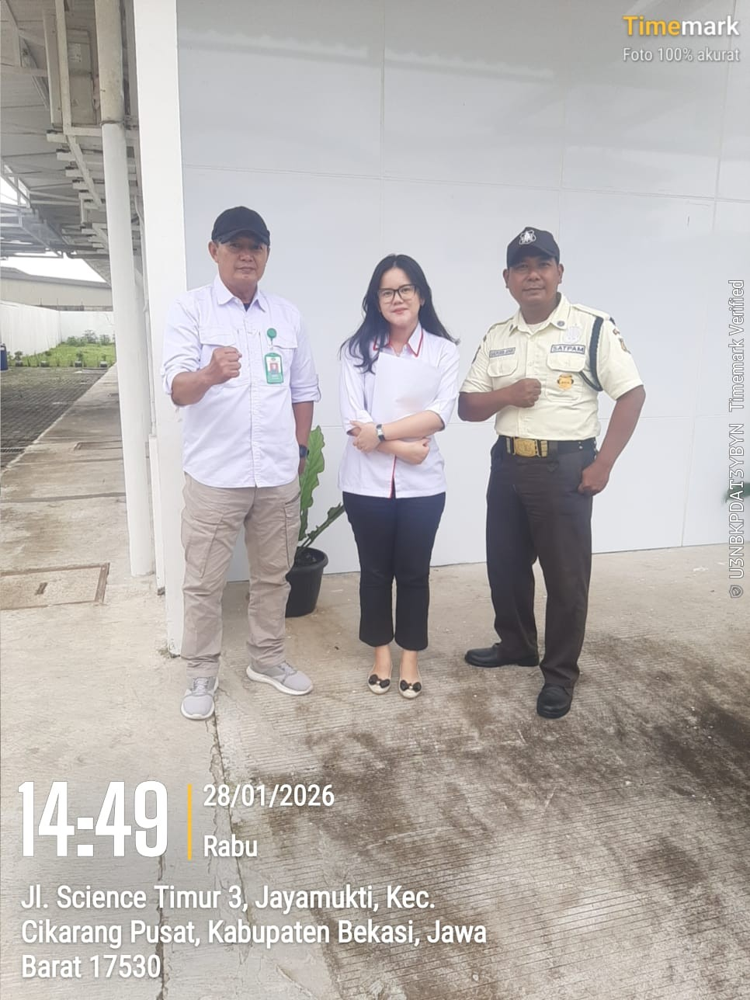 Timemark
Foto 100% akurat
SATPAM
U3NBKPDAT3YBYN Timemark Verified
14:49
28/01/2026
Rabu
Jl. Science Timur 3, Jayamukti, Kec.
Cikarang Pusat, Kabupaten Bekasi, Jawa
Barat 17530